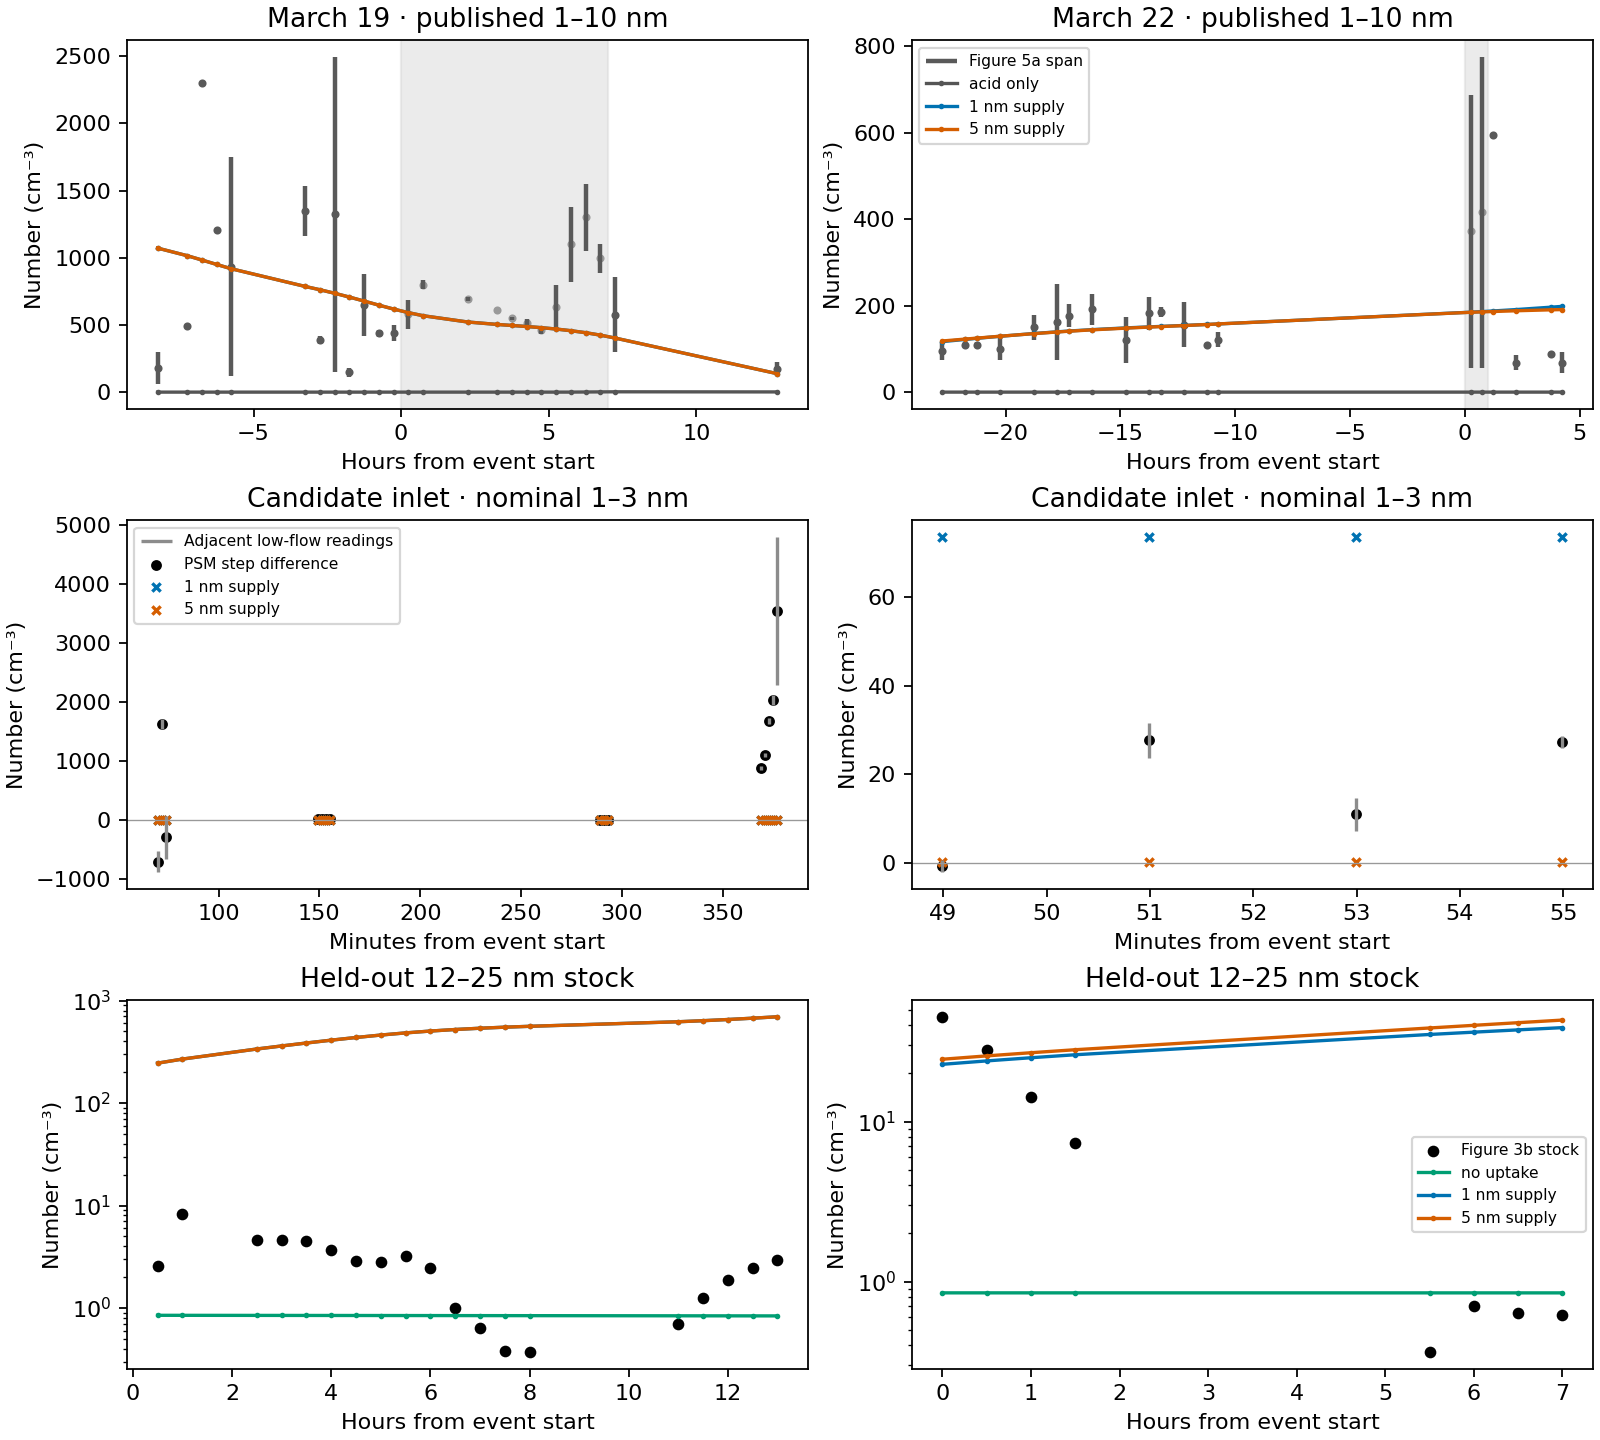 March 19 · published 1–10 nm
Number (cm⁻³)
2500
2000
1500
1000
500
0
−5
0
5
10
Hours from event start
March 22 · published 1–10 nm
Number (cm⁻³)
800
600
400
200
0
Figure 5a span
acid only
1 nm supply
5 nm supply
−20
−15
−10
−5
0
5
Hours from event start
Candidate inlet · nominal 1–3 nm
Number (cm⁻³)
5000
4000
3000
2000
1000
0
−1000
Adjacent low-flow readings
PSM step difference
1 nm supply
5 nm supply
100
150
200
250
300
350
Minutes from event start
Candidate inlet · nominal 1–3 nm
Number (cm⁻³)
60
40
20
0
49
50
51
52
53
54
55
Minutes from event start
Held-out 12–25 nm stock
Number (cm⁻³)
10³
10²
10¹
10⁰
0
2
4
6
8
10
12
Hours from event start
Held-out 12–25 nm stock
Number (cm⁻³)
10¹
10⁰
Figure 3b stock
no uptake
1 nm supply
5 nm supply
0
1
2
3
4
5
6
7
Hours from event start